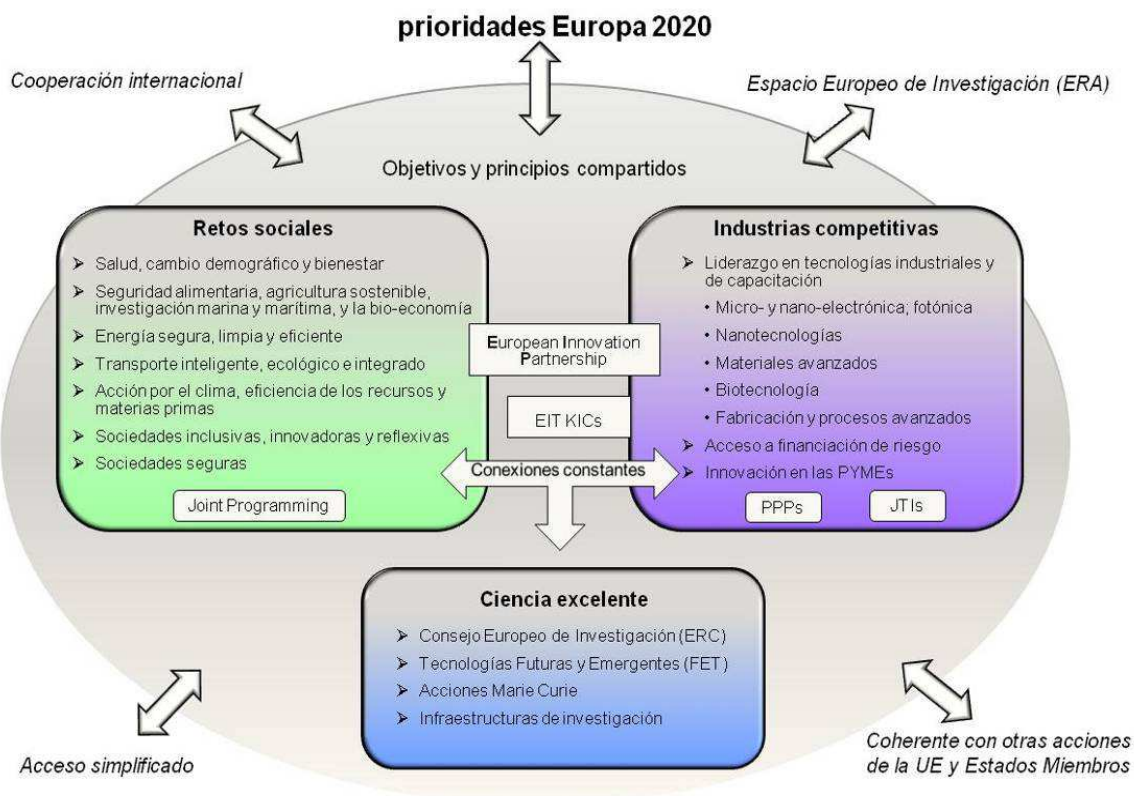 prioridades Europa 2020
Cooperación internacional
Espacio Europeo de Investigación (ERA)
Objetivos y principios compartidos
Retos sociales
➢ Salud, cambio demográfico y bienestar
➢ Seguridad alimentaria, agricultura sostenible,
investigación marina y marítima, y la bio-economía
➢ Energía segura, limpia y eficiente
➢ Transporte inteligente, ecológico e integrado
➢ Acción por el clima, eficiencia de los recursos y
materias primas
➢ Sociedades inclusivas, innovadoras y reflexivas
➢ Sociedades seguras
Joint Programming
European Innovation
Partnership
EIT KICs
Conexiones constantes
Industrias competitivas
➢ Liderazgo en tecnologías industriales y
de capacitación
• Micro- y nano-electrónica; fotónica
• Nanotecnologías
• Materiales avanzados
• Biotecnología
• Fabricación y procesos avanzados
➢ Acceso a financiación de riesgo
➢ Innovación en las PYMEs
PPPs
JTIs
Ciencia excelente
➢ Consejo Europeo de Investigación (ERC)
➢ Tecnologías Futuras y Emergentes (FET)
➢ Acciones Marie Curie
➢ Infraestructuras de investigación
Acceso simplificado
Coherente con otras acciones
de la UE y Estados Miembros